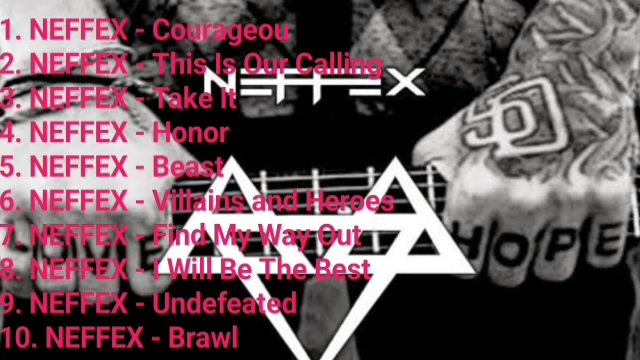 1. NEFFEX - Courageou
2. NEFFEX - This Is Our Calling
NEFFEX
3. NEFFEX - Take It
4. NEFFEX - Honor
5. NEFFEX - Beast
6. NEFFEX - Villains and Heroes
7. NEFFEX - Find My Way Out
HOPE
8. NEFFEX - I Will Be The Best
9. NEFFEX - Undefeated
10. NEFFEX - Brawl